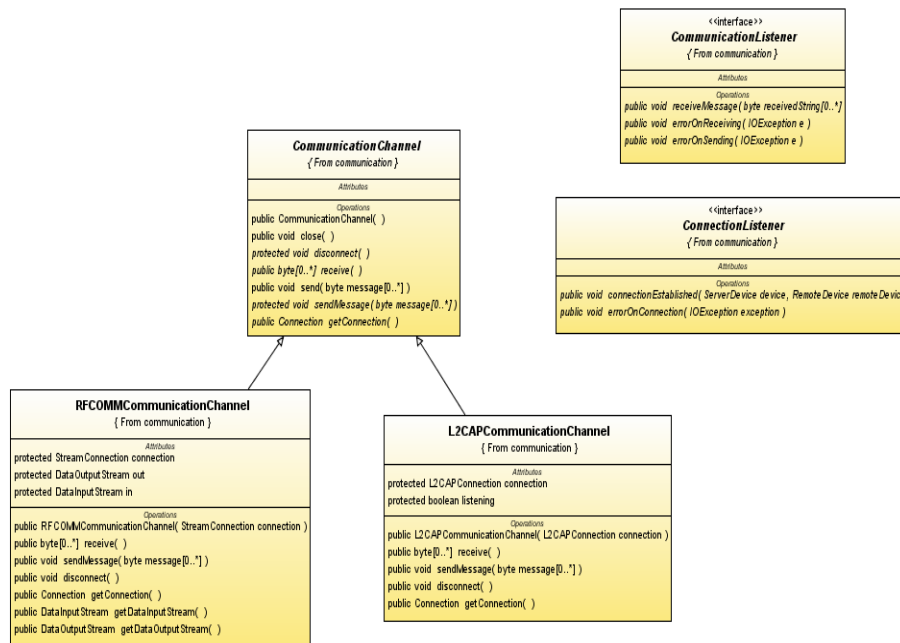 <<interface>>
CommunicationListener
{ From communication }
Attributes
Operations
public void receiveMessage( byte receivedString[0..*]
public void errorOnReceiving( IOException e )
public void errorOnSending( IOException e )
CommunicationChannel
{ From communication }
Attributes
Operations
public CommunicationChannel( )
public void close( )
protected void disconnect( )
public byte[0..*] receive( )
public void send( byte message[0..*] )
protected void sendMessage( byte message[0..*] )
public Connection getConnection( )
<<interface>>
ConnectionListener
{ From communication }
Attributes
Operations
public void connectionEstablished( ServerDevice device, RemoteDevice remoteDevic
public void errorOnConnection( IOException exception )
RFCOMMCommunicationChannel
{ From communication }
Attributes
protected StreamConnection connection
protected DataOutputStream out
protected DataInputStream in
Operations
public RFCOMMCommunicationChannel( StreamConnection connection )
public byte[0..*] receive( )
public void sendMessage( byte message[0..*] )
public void disconnect( )
public Connection getConnection( )
public DataInputStream getDataInputStream( )
public DataOutputStream getDataOutputStream( )
L2CAPCommunicationChannel
{ From communication }
Attributes
protected L2CAPConnection connection
protected boolean listening
Operations
public L2CAPCommunicationChannel( L2CAPConnection connection )
public byte[0..*] receive( )
public void sendMessage( byte message[0..*] )
public void disconnect( )
public Connection getConnection( )